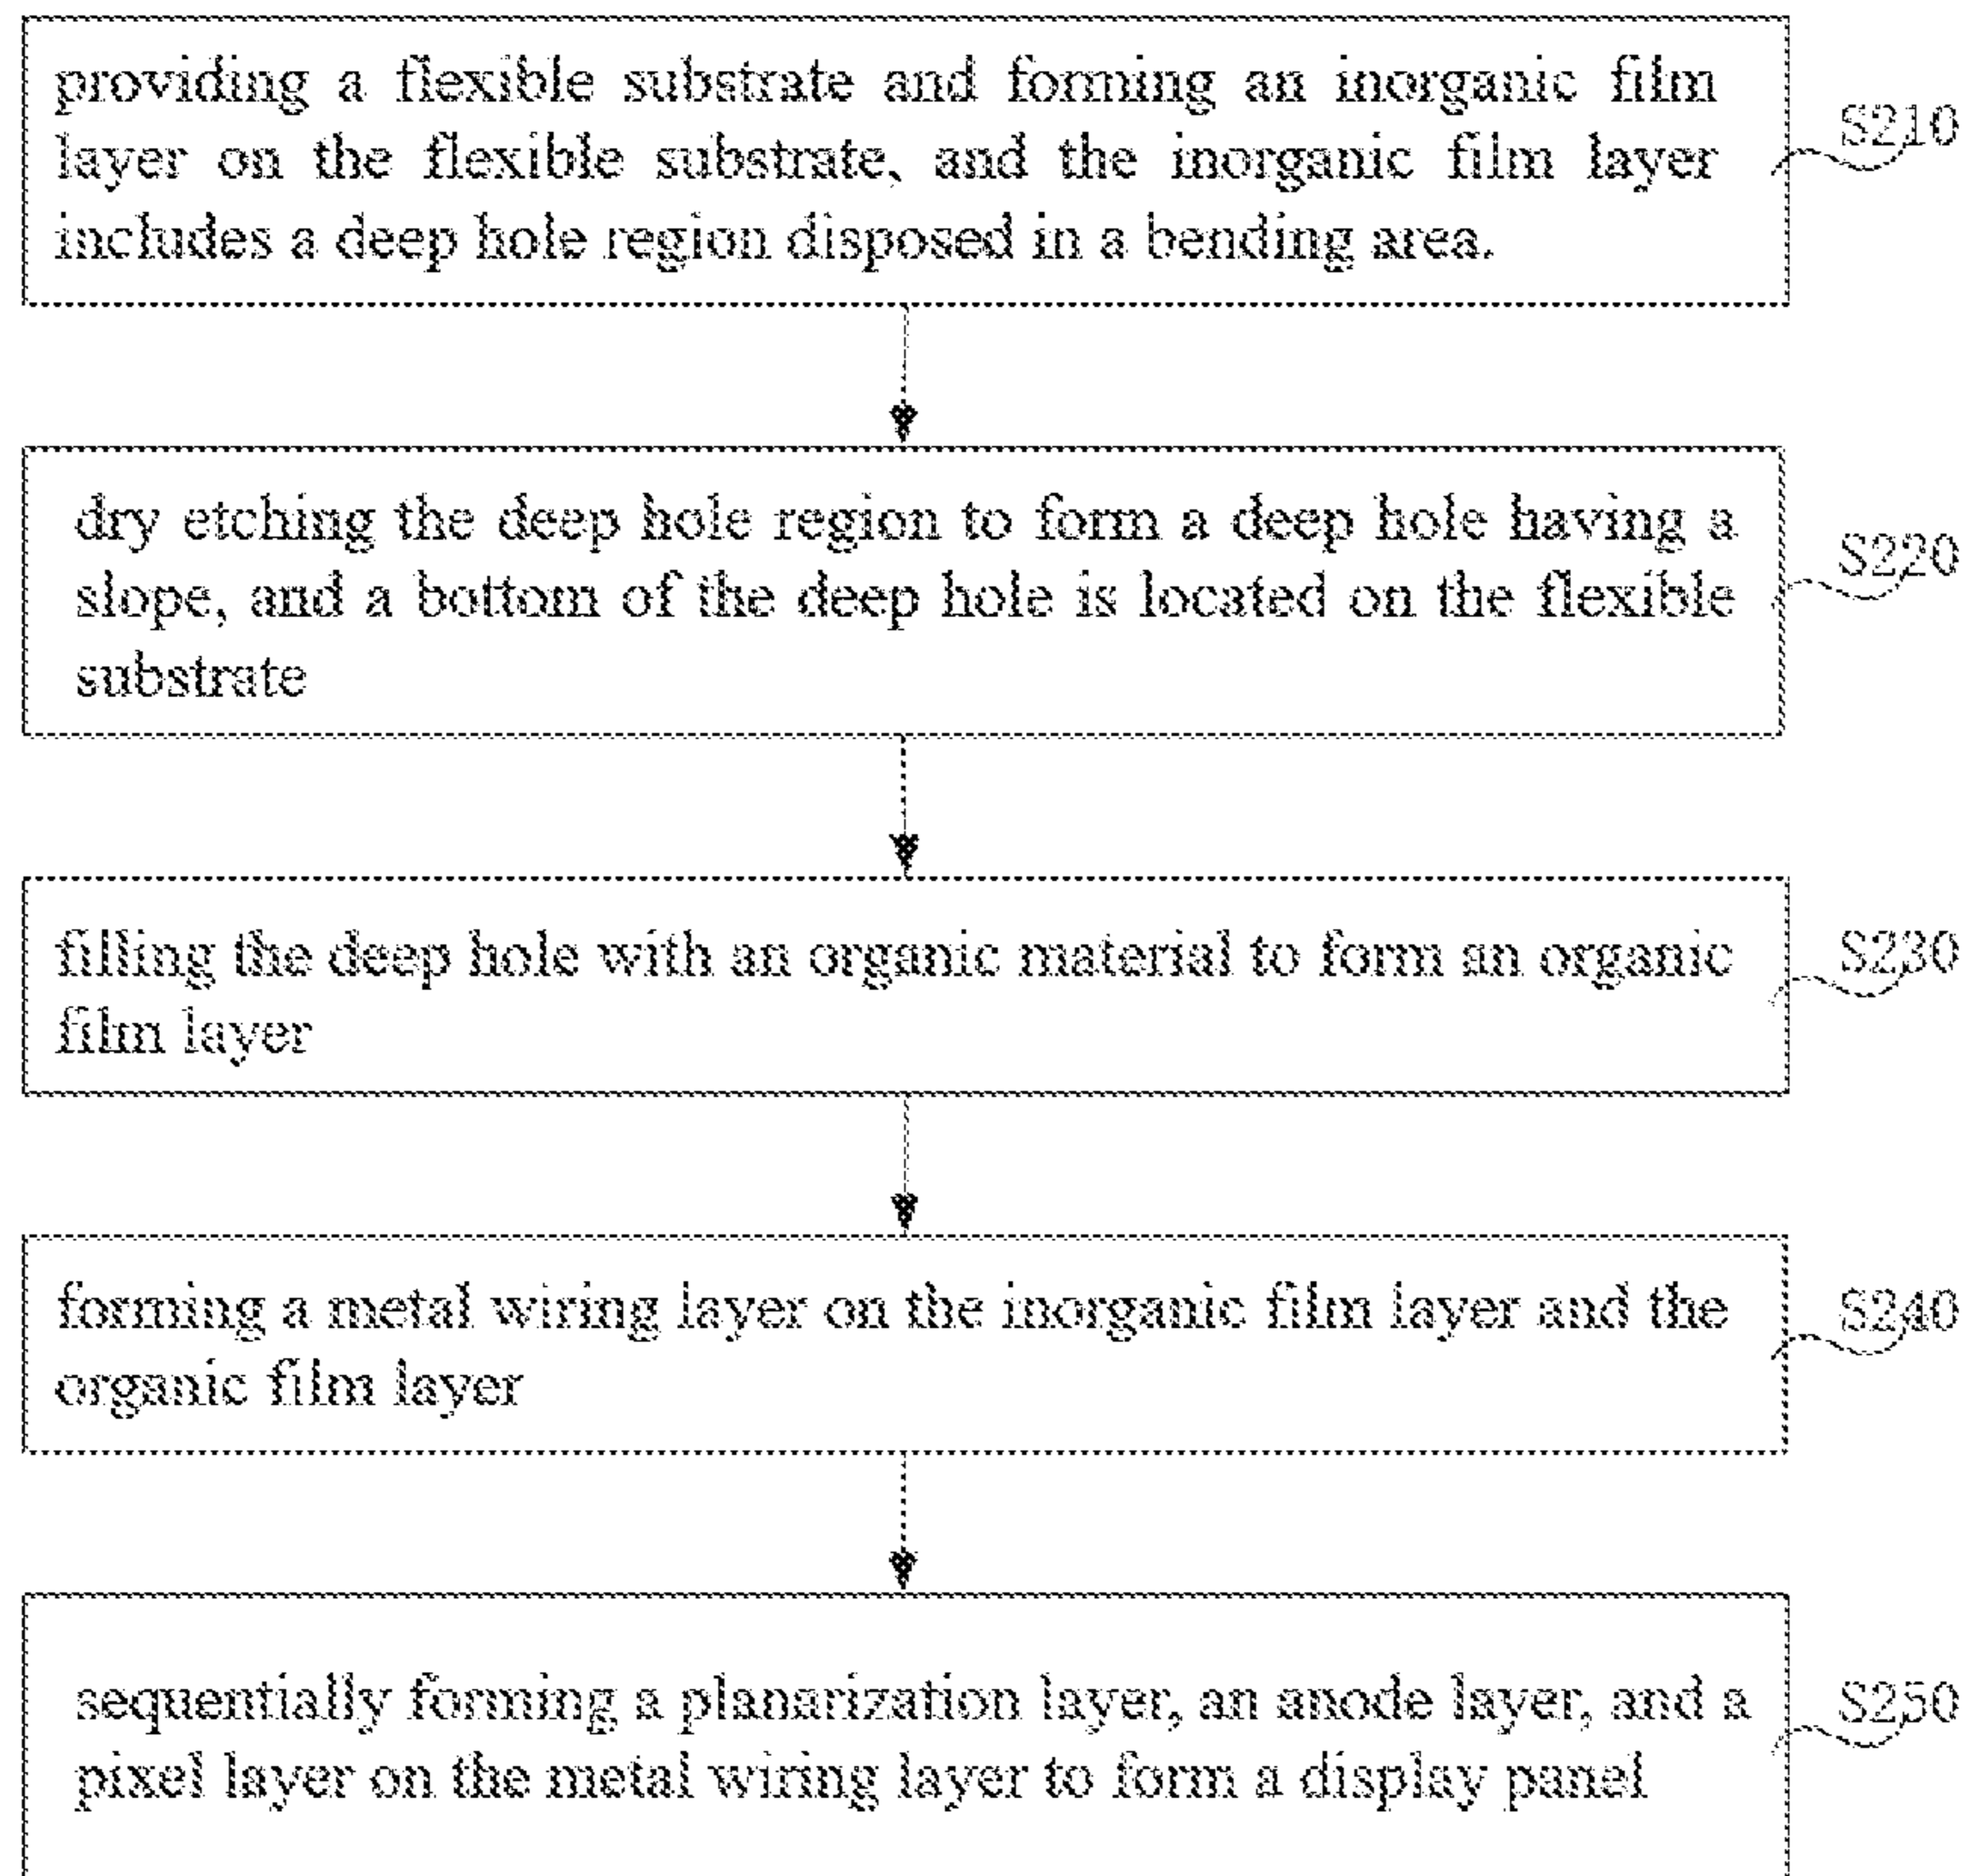 providing a flexible substrate and forming an inorganic film
layer on the flexible substrate, and the inorganic film layer
includes a deep hole region disposed in a bending area.
S210
dry etching the deep hole region to form a deep hole having a
slope, and a bottom of the deep hole is located on the flexible
substrate
S220
filling the deep hole with an organic material to form an organic
film layer
S230
forming a metal wiring layer on the inorganic film layer and the
organic film layer
S240
sequentially forming a planarization layer, an anode layer, and a
pixel layer on the metal wiring layer to form a display panel
S250